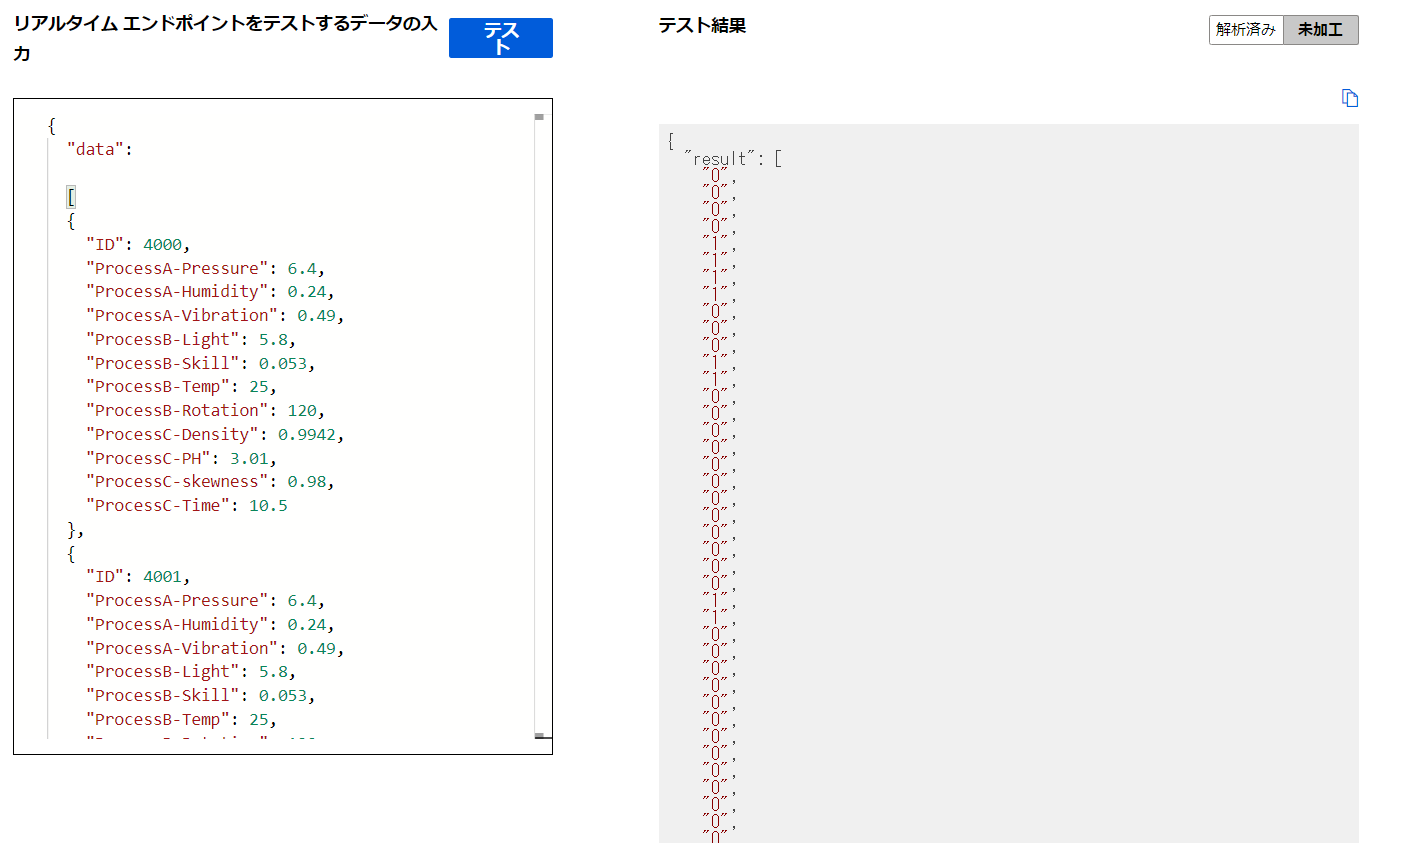 リアルタイム エンドポイントをテストするデータの入
力
テス
ト
{
"data":
[
{
"ID": 4000,
"ProcessA-Pressure": 6.4,
"ProcessA-Humidity": 0.24,
"ProcessA-Vibration": 0.49,
"ProcessB-Light": 5.8,
"ProcessB-Skill": 0.053,
"ProcessB-Temp": 25,
"ProcessB-Rotation": 120,
"ProcessC-Density": 0.9942,
"ProcessC-PH": 3.01,
"ProcessC-skewness": 0.98,
"ProcessC-Time": 10.5
},
{
"ID": 4001,
"ProcessA-Pressure": 6.4,
"ProcessA-Humidity": 0.24,
"ProcessA-Vibration": 0.49,
"ProcessB-Light": 5.8,
"ProcessB-Skill": 0.053,
"ProcessB-Temp": 25,
テスト結果
解析済み
未加工
[
"result": [
"0",
"0",
"0",
"0",
"1",
"1",
"1",
"1",
"0",
"0",
"0",
"1",
"1",
"0",
"0",
"0",
"0",
"0",
"0",
"0",
"0",
"0",
"0",
"0",
"0",
"1",
"1",
"0",
"0",
"0",
"0",
"0",
"0",
"0",
"0",
"0",
"0",
"0",
"0",